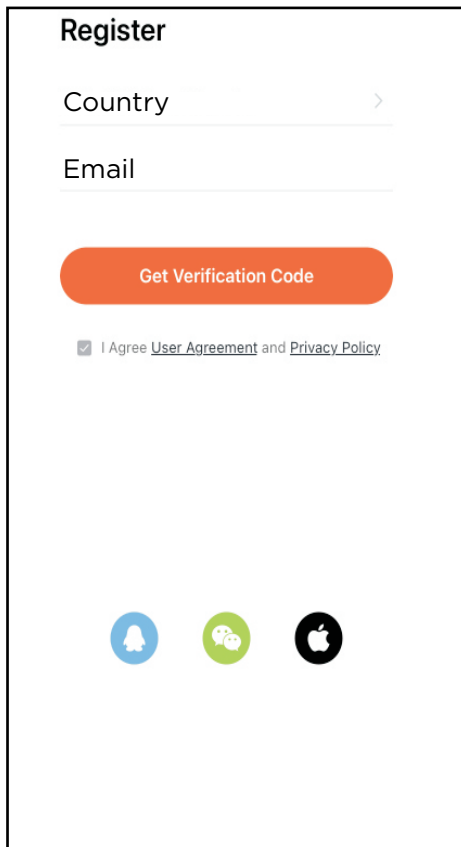 Register
Country
Email
Get Verification Code
I Agree User Agreement and Privacy Policy